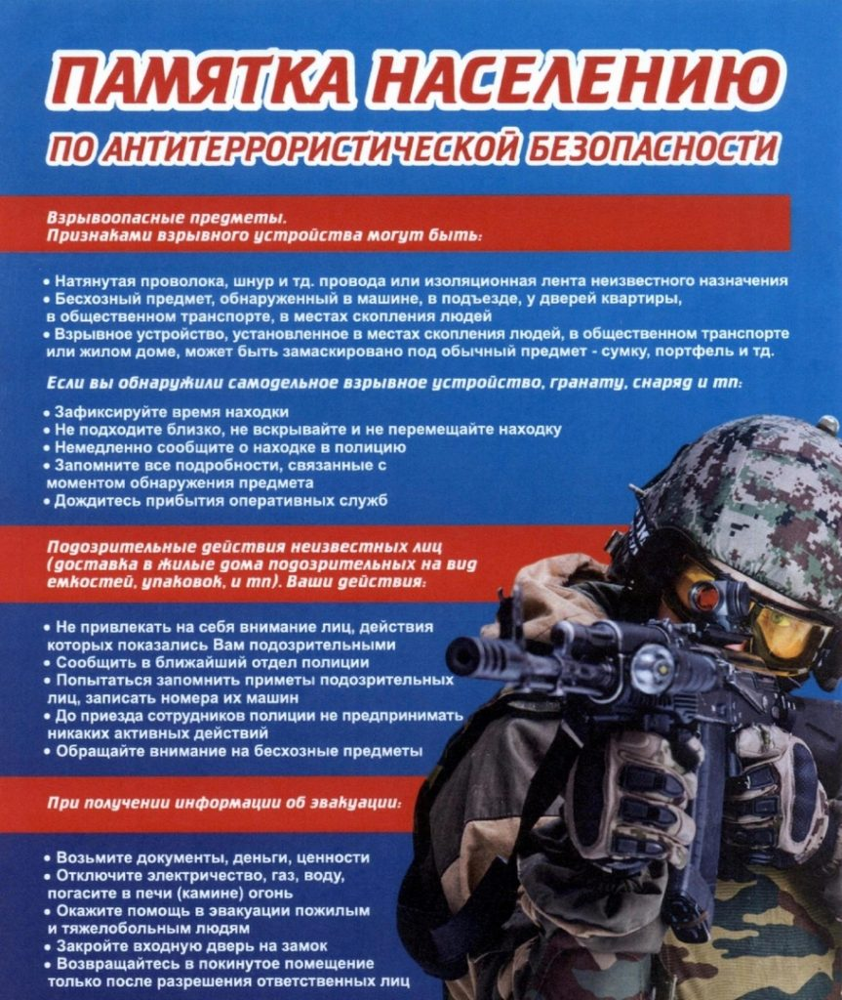 ПАМЯТКА НАСЕЛЕНИЮ
ПО АНТИТЕРРОРИСТИЧЕСКОЙ БЕЗОПАСНОСТИ
Взрывоопасные предметы.
Признаками взрывного устройства могут быть:
• Натянутая проволока, шнур и тд. провода или изоляционная лента неизвестного назначения
• Бесхозный предмет, обнаруженный в машине, в подъезде, у дверей квартиры,
в общественном транспорте, в местах скопления людей
• Взрывное устройство, установленное в местах скопления людей, в общественном транспорте
или жилом доме, может быть замаскировано под обычный предмет - сумку, портфель и тд.
Если вы обнаружили самодельное взрывное устройство, гранату, снаряд и тп:
• Зафиксируйте время находки
• Не подходите близко, не вскрывайте и не перемещайте находку
• Немедленно сообщите о находке в полицию
• Запомните все подробности, связанные с
моментом обнаружения предмета
• Дождитесь прибытия оперативных служб
Подозрительные действия неизвестных лиц
(доставка в жилые дома подозрительных на вид
емкостей, упаковок, и тп). Ваши действия:
• Не привлекать на себя внимание лиц, действия
которых показались Вам подозрительными
• Сообщить в ближайший отдел полиции
• Попытаться запомнить приметы подозрительных
лиц, записать номера их машин
• До приезда сотрудников полиции не предпринимать
никаких активных действий
• Обращайте внимание на бесхозные предметы
При получении информации об эвакуации:
• Возьмите документы, деньги, ценности
• Отключите электричество, газ, воду,
погасите в печи (камине) огонь
• Окажите помощь в эвакуации пожилым
и тяжелобольным людям
• Закройте входную дверь на замок
• Возвращайтесь в покинутое помещение
только после разрешения ответственных лиц